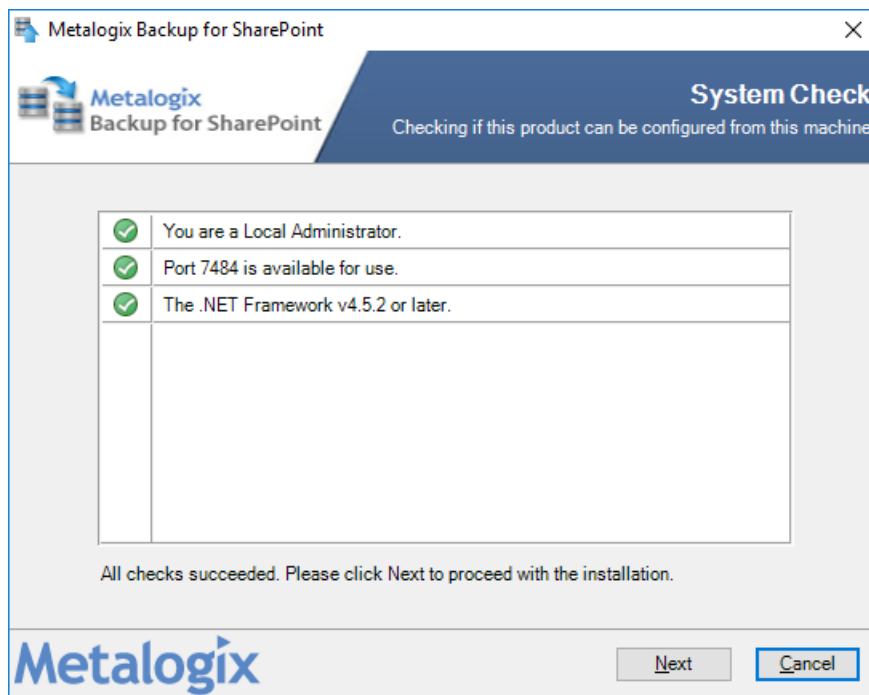 Metalogix Backup for SharePoint
Metalogix
Backup for SharePoint
System Check
Checking if this product can be configured from this machine
You are a Local Administrator.
Port 7484 is available for use.
The .NET Framework v4.5.2 or later.
All checks succeeded. Please click Next to proceed with the installation.
Metalogix
Next
Cancel